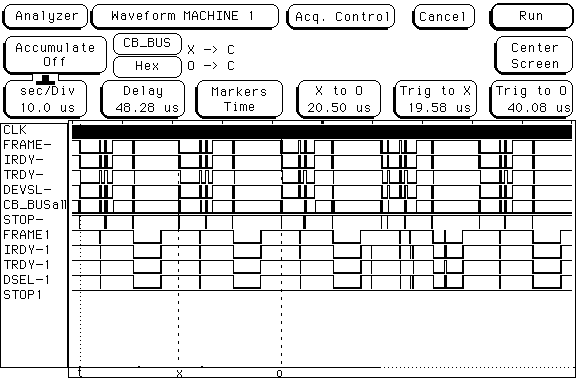 Analyzer Waveform MACHINE 1 Acq. Control Cancel Run
Accumulate Off CB_BUS X -> C Center Screen
Hex O -> C
sec/Div Delay Markers X to O Trig to X Trig to O
10.0 us 48.28 us Time 20.50 us 19.58 us 40.08 us
CLK
FRAME-
IRDY-
TRDY-
DEVSL-
CB_BUSall
STOP-
FRAME1
IRDY-1
TRDY-1
DSEL-1
STOP1
t X O